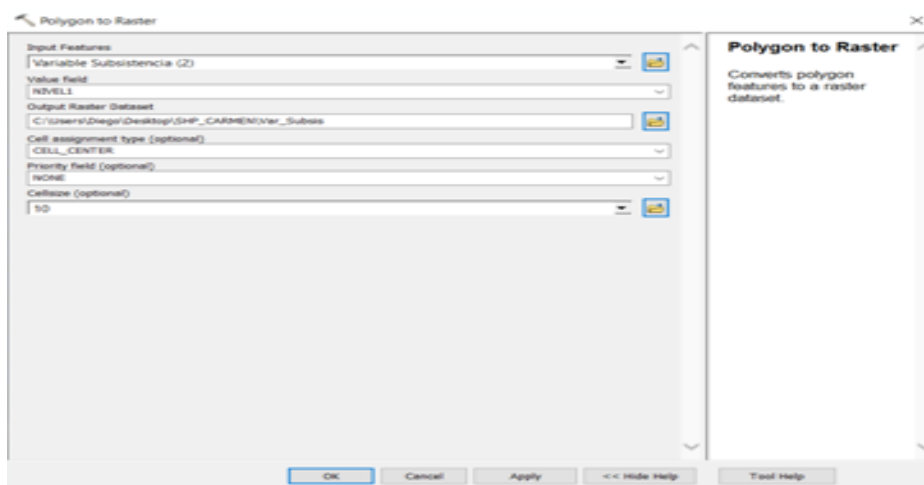 Polygon to Raster
Input Features
Variable Subsistencia (2)
Value field
NIVEL1
Output Raster Dataset
C:\Users\Diego\Desktop\SHP_CARMEN\Var_Subsis
Cell assignment type (optional)
CELL_CENTER
Priority field (optional)
NONE
Cellsize (optional)
10
OK
Cancel
Apply
<< Hide Help
Polygon to Raster
Converts polygon
features to a raster
dataset.
Tool Help